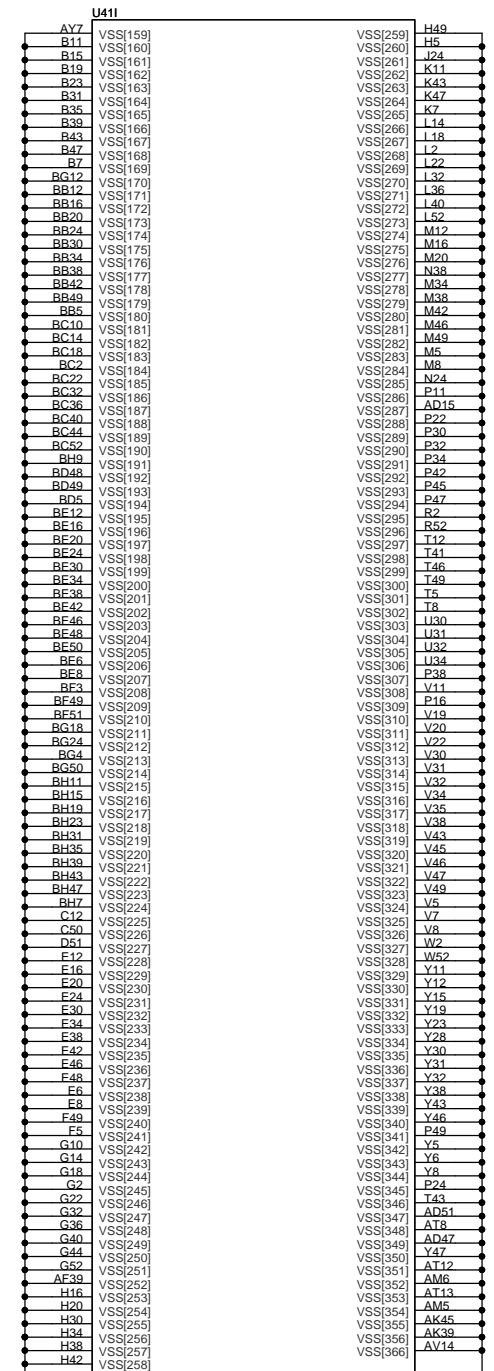 U41I
AY7 VSS[159] VSS[259] H49
B11 VSS[160] VSS[260] H5
B15 VSS[161] VSS[261] J24
B19 VSS[162] VSS[262] K11
B23 VSS[163] VSS[263] K43
B31 VSS[164] VSS[264] K47
B35 VSS[165] VSS[265] K7
B39 VSS[166] VSS[266] L14
B43 VSS[167] VSS[267] L18
B47 VSS[168] VSS[268] L2
B7 VSS[169] VSS[269] L22
BG12 VSS[170] VSS[270] L32
BB12 VSS[171] VSS[271] L36
BB16 VSS[172] VSS[272] L40
BB20 VSS[173] VSS[273] L52
BB24 VSS[174] VSS[274] M12
BB30 VSS[175] VSS[275] M16
BB34 VSS[176] VSS[276] M20
BB38 VSS[177] VSS[277] N38
BB42 VSS[178] VSS[278] M34
BB49 VSS[179] VSS[279] M38
BB5 VSS[180] VSS[280] M42
BC10 VSS[181] VSS[281] M46
BC14 VSS[182] VSS[282] M49
BC18 VSS[183] VSS[283] M5
BC2 VSS[184] VSS[284] M8
BC22 VSS[185] VSS[285] N24
BC32 VSS[186] VSS[286] P11
BC36 VSS[187] VSS[287] AD15
BC40 VSS[188] VSS[288] P22
BC44 VSS[189] VSS[289] P30
BC52 VSS[190] VSS[290] P32
BH9 VSS[191] VSS[291] P34
BD48 VSS[192] VSS[292] P42
BD49 VSS[193] VSS[293] P45
BD5 VSS[194] VSS[294] P47
BE12 VSS[195] VSS[295] R2
BE16 VSS[196] VSS[296] R52
BE20 VSS[197] VSS[297] T12
BE24 VSS[198] VSS[298] T41
BE30 VSS[199] VSS[299] T46
BE34 VSS[200] VSS[300] T49
BE38 VSS[201] VSS[301] T5
BE42 VSS[202] VSS[302] T8
BE46 VSS[203] VSS[303] U30
BE48 VSS[204] VSS[304] U31
BE50 VSS[205] VSS[305] U32
BE6 VSS[206] VSS[306] U34
BE8 VSS[207] VSS[307] P38
BF3 VSS[208] VSS[308] V11
BF49 VSS[209] VSS[309] P16
BF51 VSS[210] VSS[310] V19
BG18 VSS[211] VSS[311] V20
BG24 VSS[212] VSS[312] V22
BG4 VSS[213] VSS[313] V30
BG50 VSS[214] VSS[314] V31
BH11 VSS[215] VSS[315] V32
BH15 VSS[216] VSS[316] V34
BH19 VSS[217] VSS[317] V35
BH23 VSS[218] VSS[318] V38
BH31 VSS[219] VSS[319] V43
BH35 VSS[220] VSS[320] V45
BH39 VSS[221] VSS[321] V46
BH43 VSS[222] VSS[322] V47
BH47 VSS[223] VSS[323] V49
BH7 VSS[224] VSS[324] V5
C12 VSS[225] VSS[325] V7
C50 VSS[226] VSS[326] V8
D51 VSS[227] VSS[327] W2
E12 VSS[228] VSS[328] W52
E16 VSS[229] VSS[329] Y11
E20 VSS[230] VSS[330] Y12
E24 VSS[231] VSS[331] Y15
E30 VSS[232] VSS[332] Y19
E34 VSS[233] VSS[333] Y23
E38 VSS[234] VSS[334] Y28
E42 VSS[235] VSS[335] Y30
E46 VSS[236] VSS[336] Y31
E48 VSS[237] VSS[337] Y32
E6 VSS[238] VSS[338] Y38
E8 VSS[239] VSS[339] Y43
F49 VSS[240] VSS[340] Y46
F5 VSS[241] VSS[341] P49
G10 VSS[242] VSS[342] Y5
G14 VSS[243] VSS[343] Y6
G18 VSS[244] VSS[344] Y8
G2 VSS[245] VSS[345] P24
G22 VSS[246] VSS[346] T43
G32 VSS[247] VSS[347] AD51
G36 VSS[248] VSS[348] AT8
G40 VSS[249] VSS[349] AD47
G44 VSS[250] VSS[350] Y47
G52 VSS[251] VSS[351] AT12
AF39 VSS[252] VSS[352] AM6
H16 VSS[253] VSS[353] AT13
H20 VSS[254] VSS[354] AM5
H30 VSS[255] VSS[355] AK45
H34 VSS[256] VSS[356] AK39
H38 VSS[257] VSS[366] AV14
H42 VSS[258]